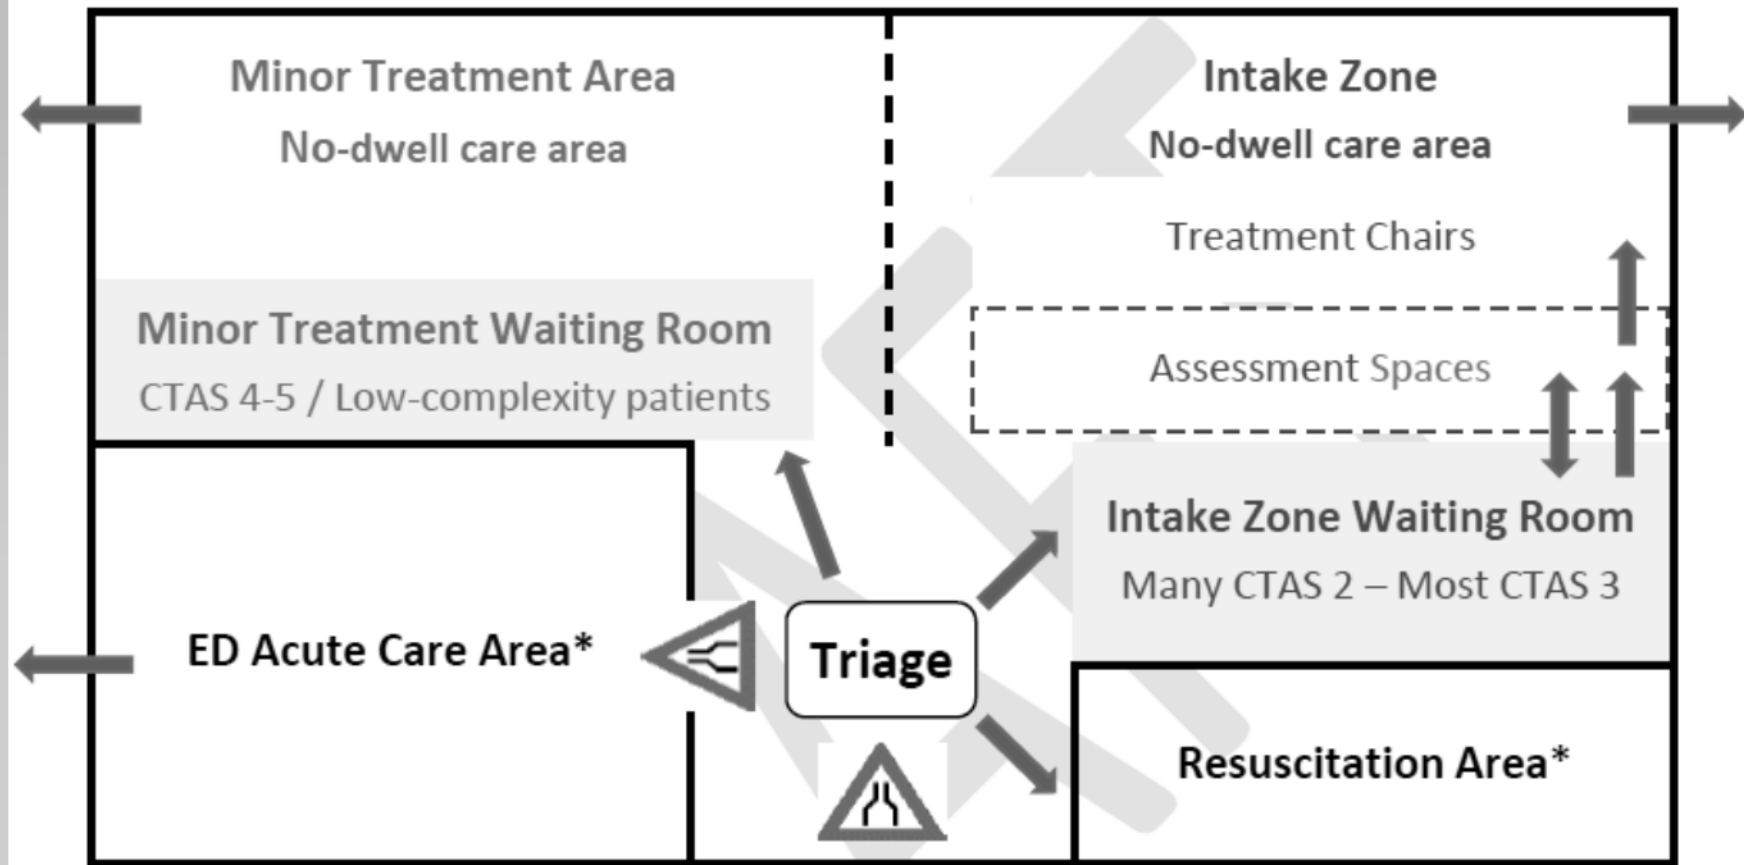 Minor Treatment Area
No-dwell care area
Intake Zone
No-dwell care area
Treatment Chairs
Minor Treatment Waiting Room
CTAS 4-5 / Low-complexity patients
Assessment Spaces
Intake Zone Waiting Room
Many CTAS 2 – Most CTAS 3
ED Acute Care Area*
Triage
Resuscitation Area*